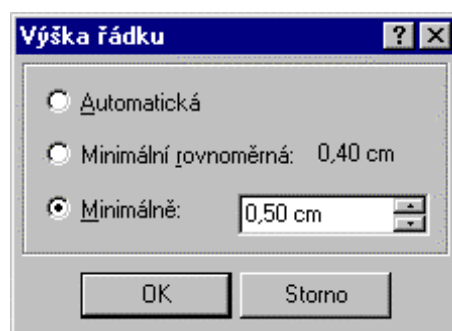 Výška řádku
Automatická
Minimální rovnoměrná: 0,40 cm
Minimálně: 0,50 cm
OK Storno